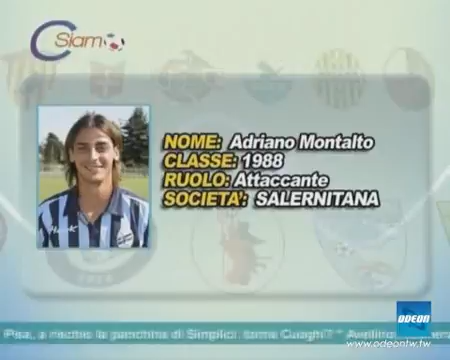 C Siamo
NOME: Adriano Montalto
CLASSE: 1988
RUOLO: Attaccante
SOCIETA': SALERNITANA
ODEON
Pisa, a rischio la panchina di Simplici, torna Cuoghi? * Avellino
www.odeontv.tw